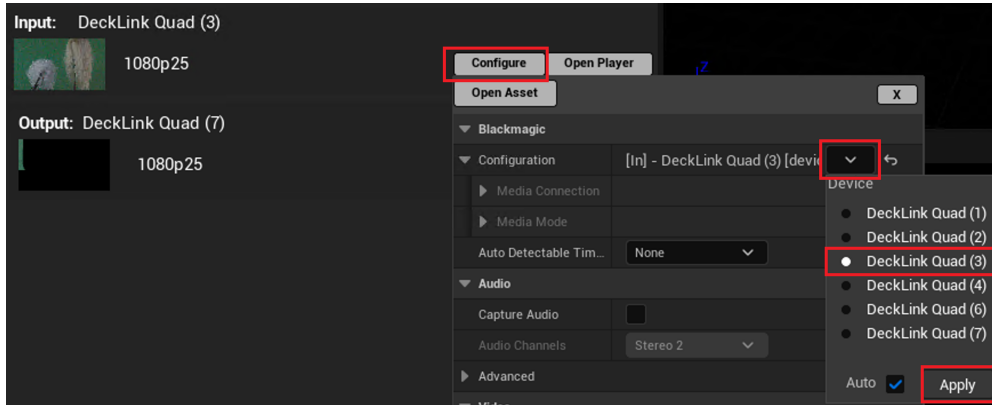 Input: DeckLink Quad (3)
1080p25
Configure Open Player
Z
Open Asset X
Output: DeckLink Quad (7)
Blackmagic
1080p25
Configuration [In] - DeckLink Quad (3) [devic
Device
Media Connection
DeckLink Quad (1)
Media Mode
DeckLink Quad (2)
Auto Detectable Tim... None
DeckLink Quad (3)
Audio
DeckLink Quad (4)
Capture Audio
DeckLink Quad (6)
Audio Channels Stereo 2
DeckLink Quad (7)
Advanced
Auto Apply
Video